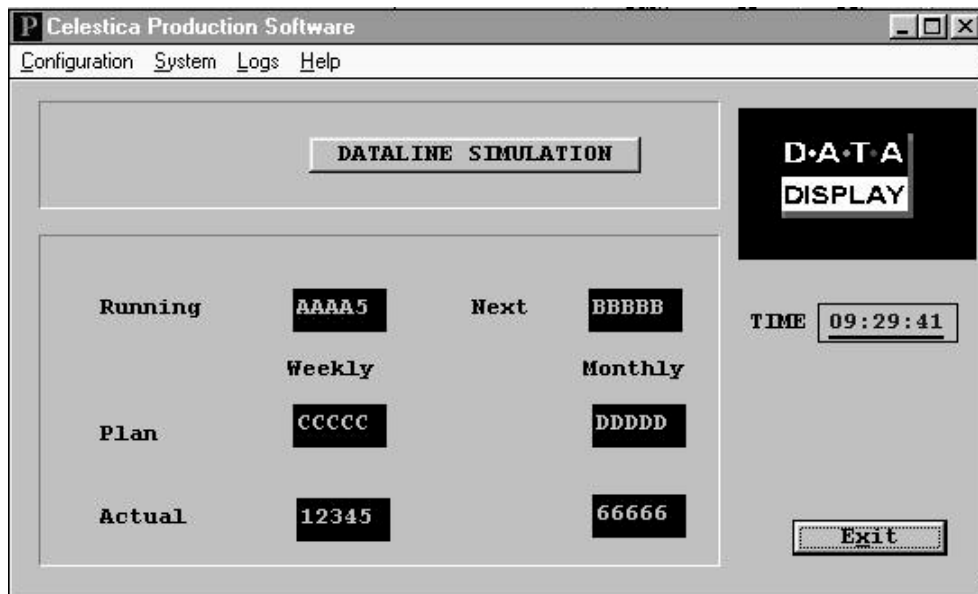 P Celestica Production Software
Configuration System Logs Help
DATALINE SIMULATION
D•A•T•A
DISPLAY
Running AAAA5 Next BBBBB
TIME 09:29:41
Weekly Monthly
Plan CCCCC DDDDD
Actual 12345 66666
Exit